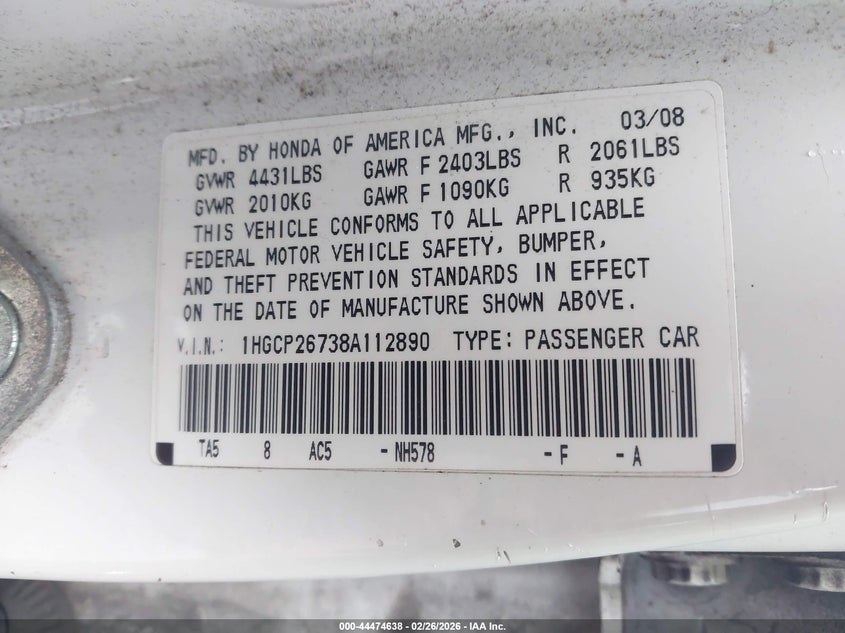 MFD. BY HONDA OF AMERICA MFG., INC. 03/08
GVWR 4431LBS GAWR F 2403LBS R 2061LBS
GVWR 2010KG GAWR F 1090KG R 935KG
THIS VEHICLE CONFORMS TO ALL APPLICABLE
FEDERAL MOTOR VEHICLE SAFETY, BUMPER,
AND THEFT PREVENTION STANDARDS IN EFFECT
ON THE DATE OF MANUFACTURE SHOWN ABOVE.
V.I.N.: 1HGCP26738A112890 TYPE: PASSENGER CAR
TA5 8 AC5 - NH578 - F - A
000-44474638 - 02/26/2026 - IAA Inc.